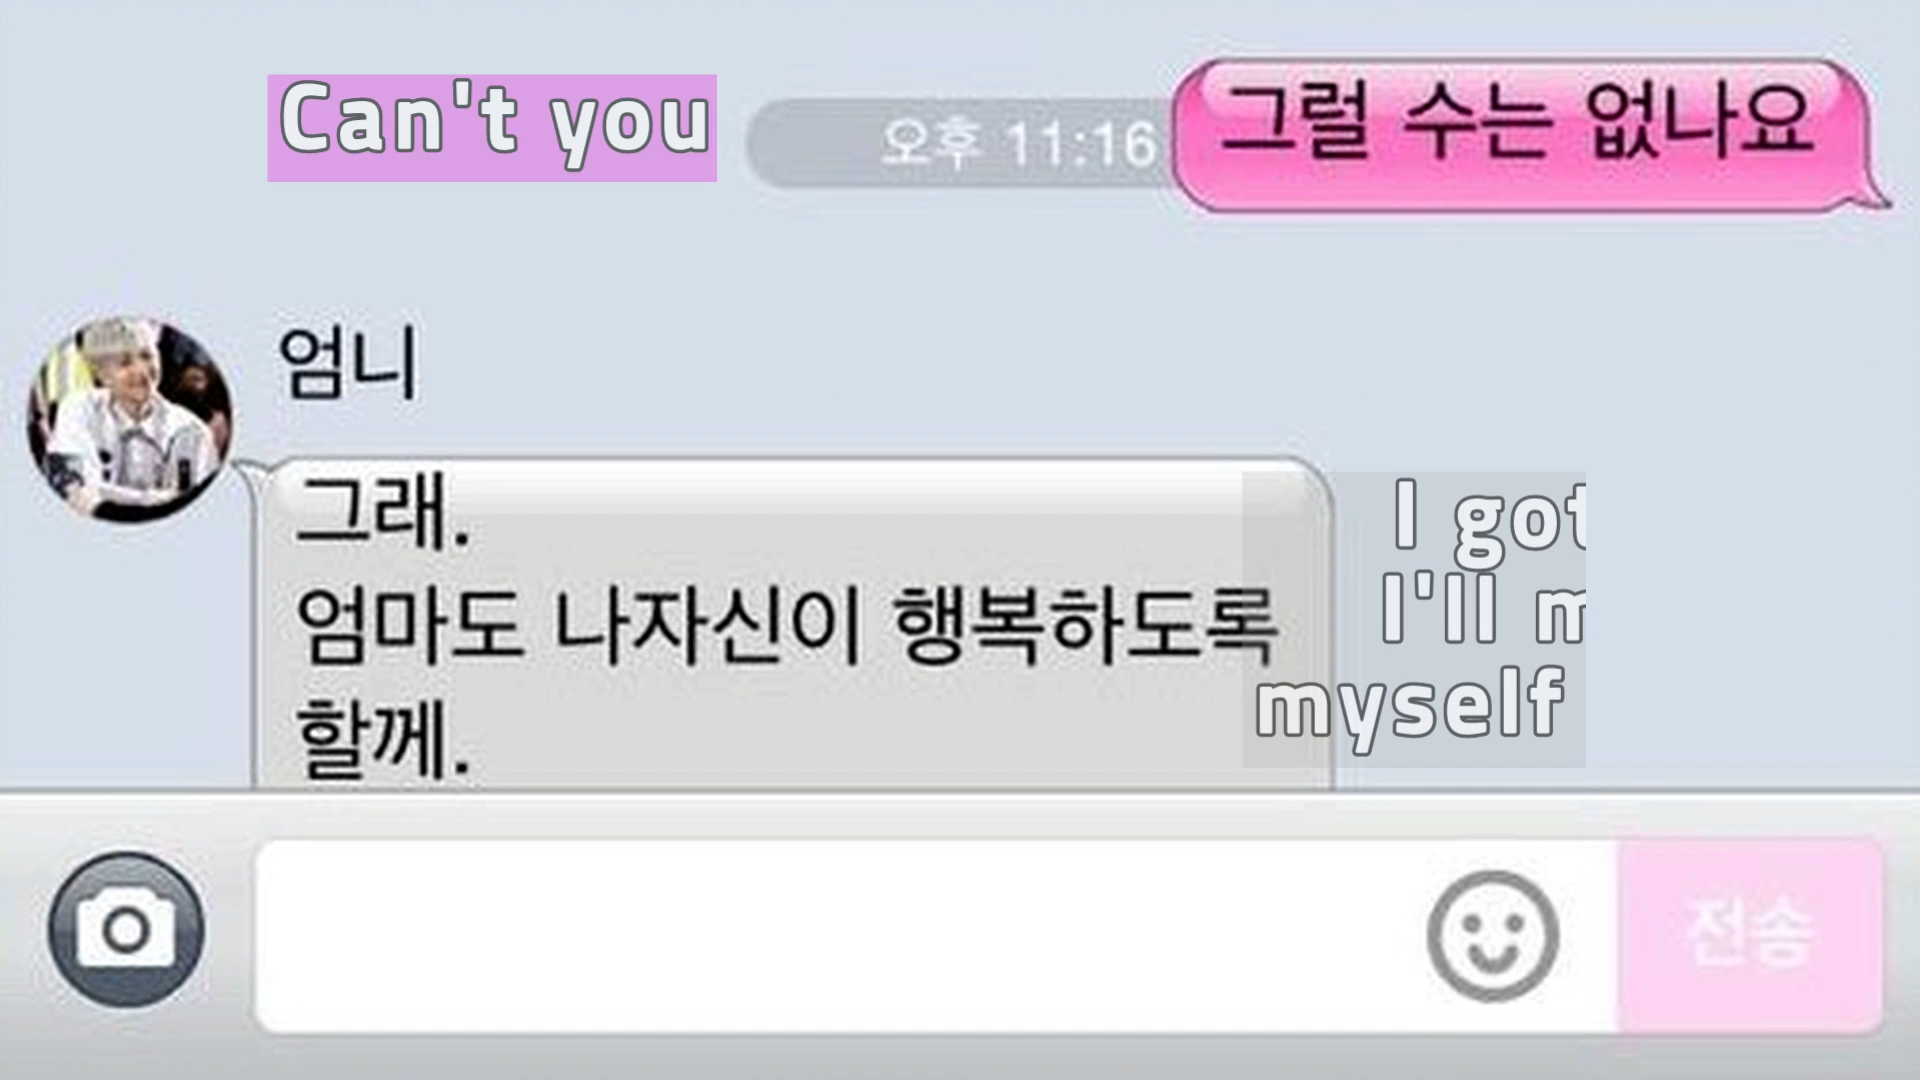 Can't you
오후 11:16
그럴 수는 없나요
엄니
그래.
엄마도 나자신이 행복하도록
할께.
I got
I'll m
myself
전송